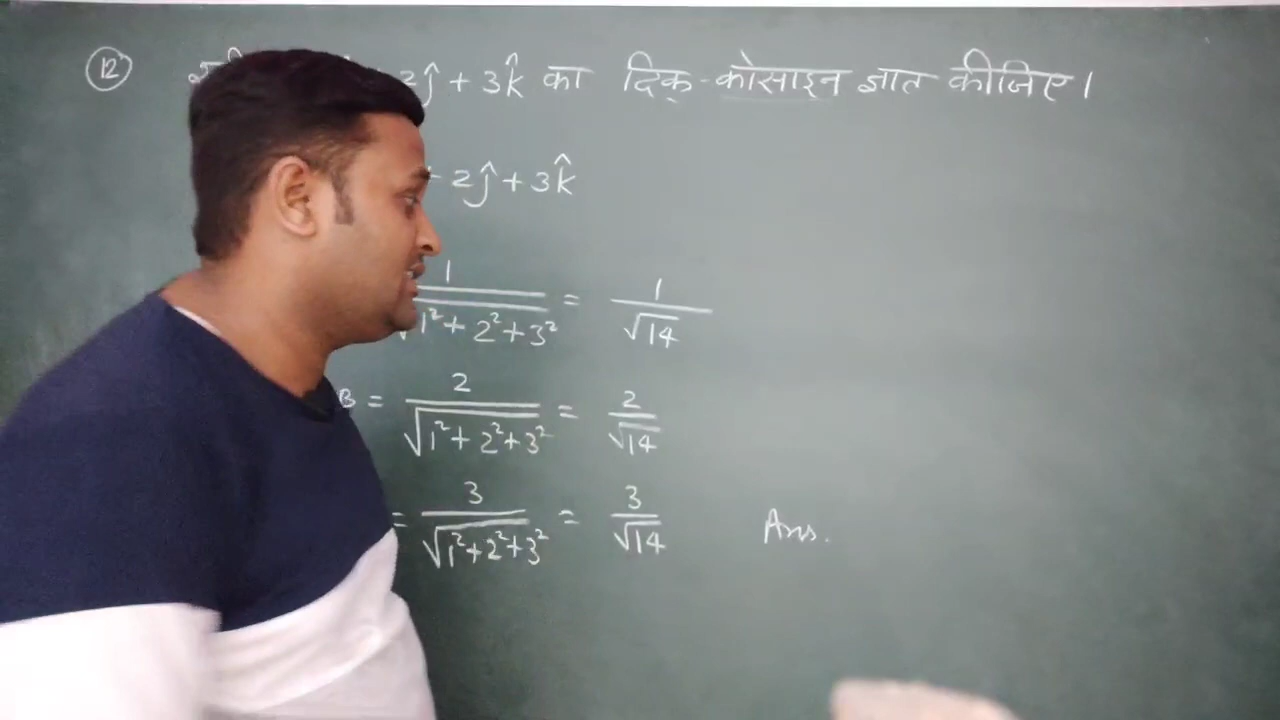 12 2ĵ + 3k̂ का दिक्-कोसाइन ज्ञात कीजिए।
2ĵ + 3k̂
1/√(1²+2²+3²) = 1/√14
β = 2/√(1²+2²+3²) = 2/√14
= 3/√(1²+2²+3²) = 3/√14 Ans.